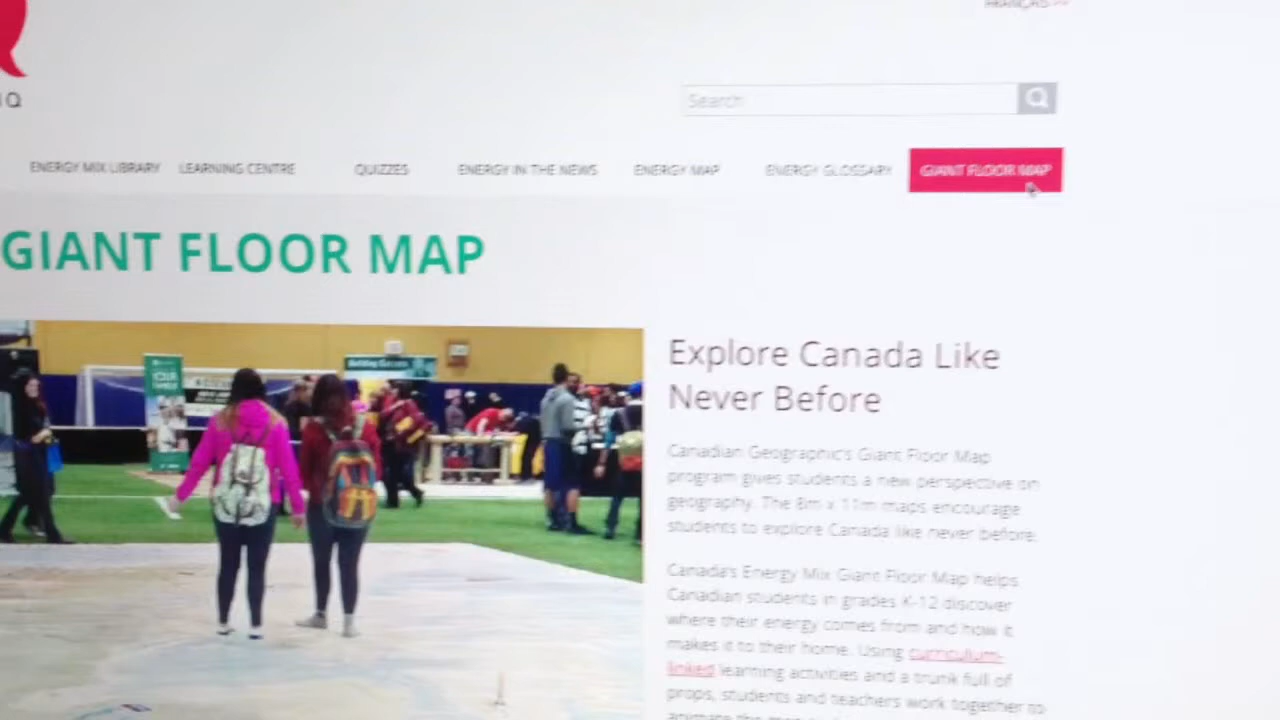 FRANÇAIS
IQ
Search
ENERGY MIX LIBRARY LEARNING CENTRE QUIZZES ENERGY IN THE NEWS ENERGY MAP ENERGY GLOSSARY GIANT FLOOR MAP
GIANT FLOOR MAP
Explore Canada Like
Never Before
Canadian Geographic's Giant Floor Map
program gives students a new perspective on
geography. The 8m x 11m maps encourage
students to explore Canada like never before.
Canada's Energy Mix Giant Floor Map helps
Canadian students in grades K-12 discover
where their energy comes from and how it
makes it to their home. Using curriculum-
linked learning activities and a trunk full of
props, students and teachers work together to